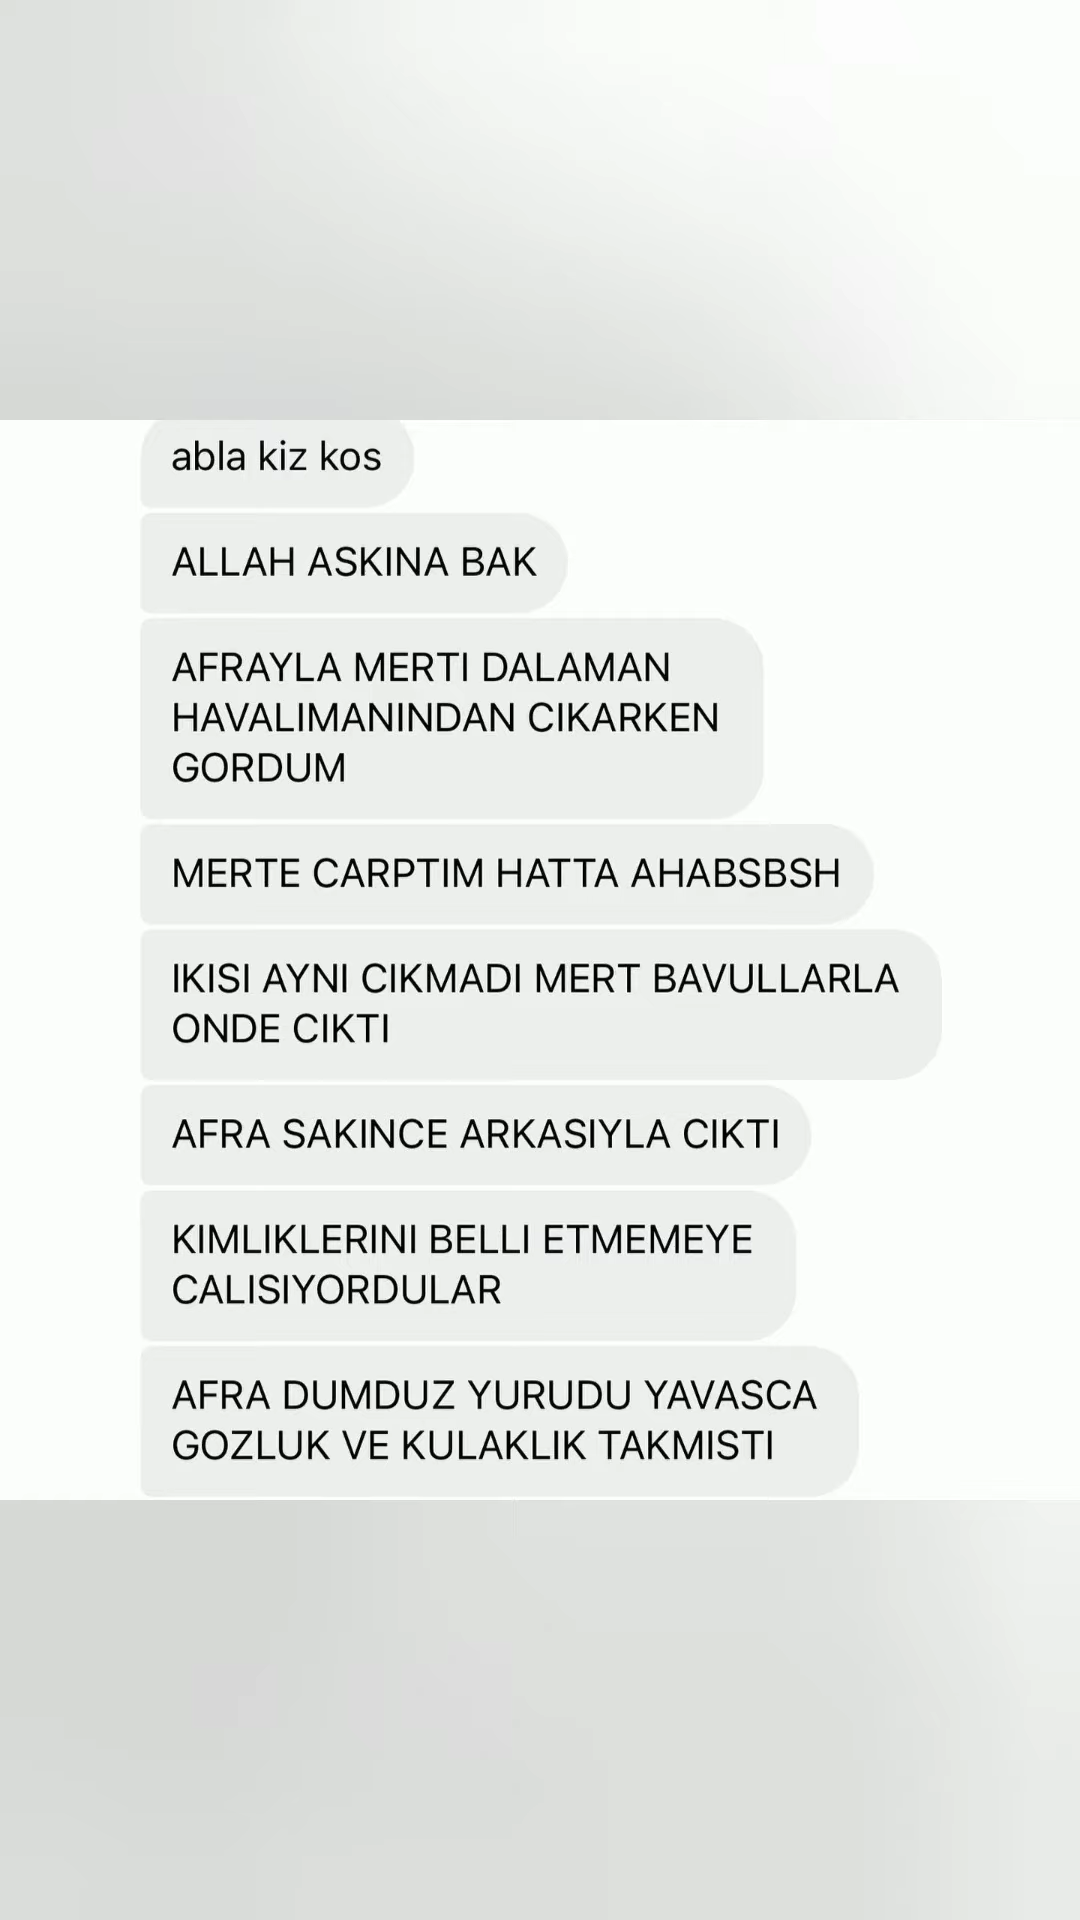 abla kiz kos
ALLAH ASKINA BAK
AFRAYLA MERTI DALAMAN
HAVALIMANINDAN CIKARKEN
GORDUM
MERTE CARPTIM HATTA AHABSBSH
IKISI AYNI CIKMADI MERT BAVULLARLA
ONDE CIKTI
AFRA SAKINCE ARKASIYLA CIKTI
KIMLIKLERINI BELLI ETMEMEYE
CALISIYORDULAR
AFRA DUMDUZ YURUDU YAVASCA
GOZLUK VE KULAKLIK TAKMISTI